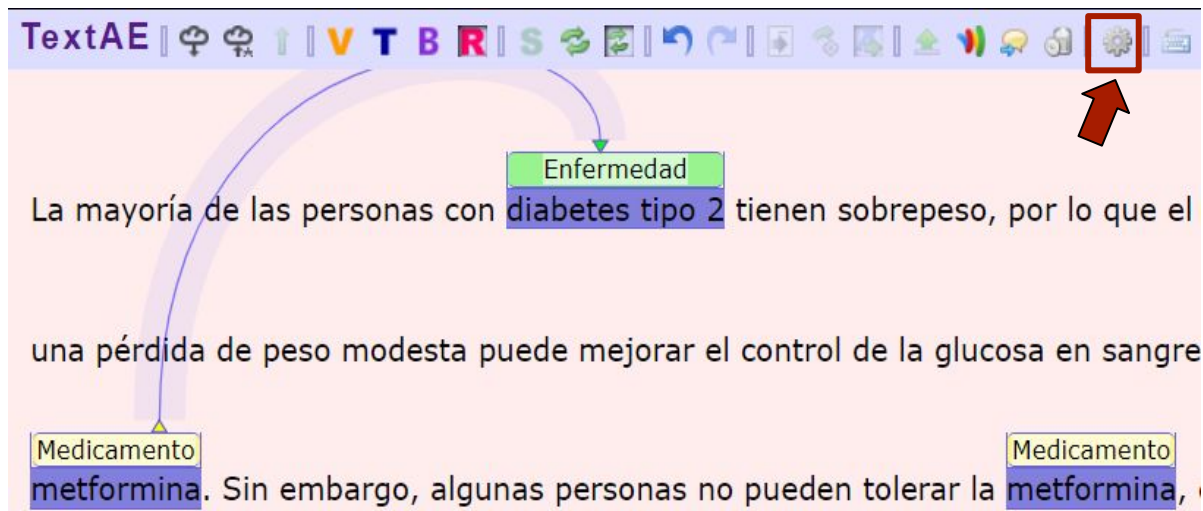 TextAE V T B R S
Enfermedad
La mayoría de las personas con diabetes tipo 2 tienen sobrepeso, por lo que el
una pérdida de peso modesta puede mejorar el control de la glucosa en sangre
Medicamento Medicamento
metformina. Sin embargo, algunas personas no pueden tolerar la metformina,